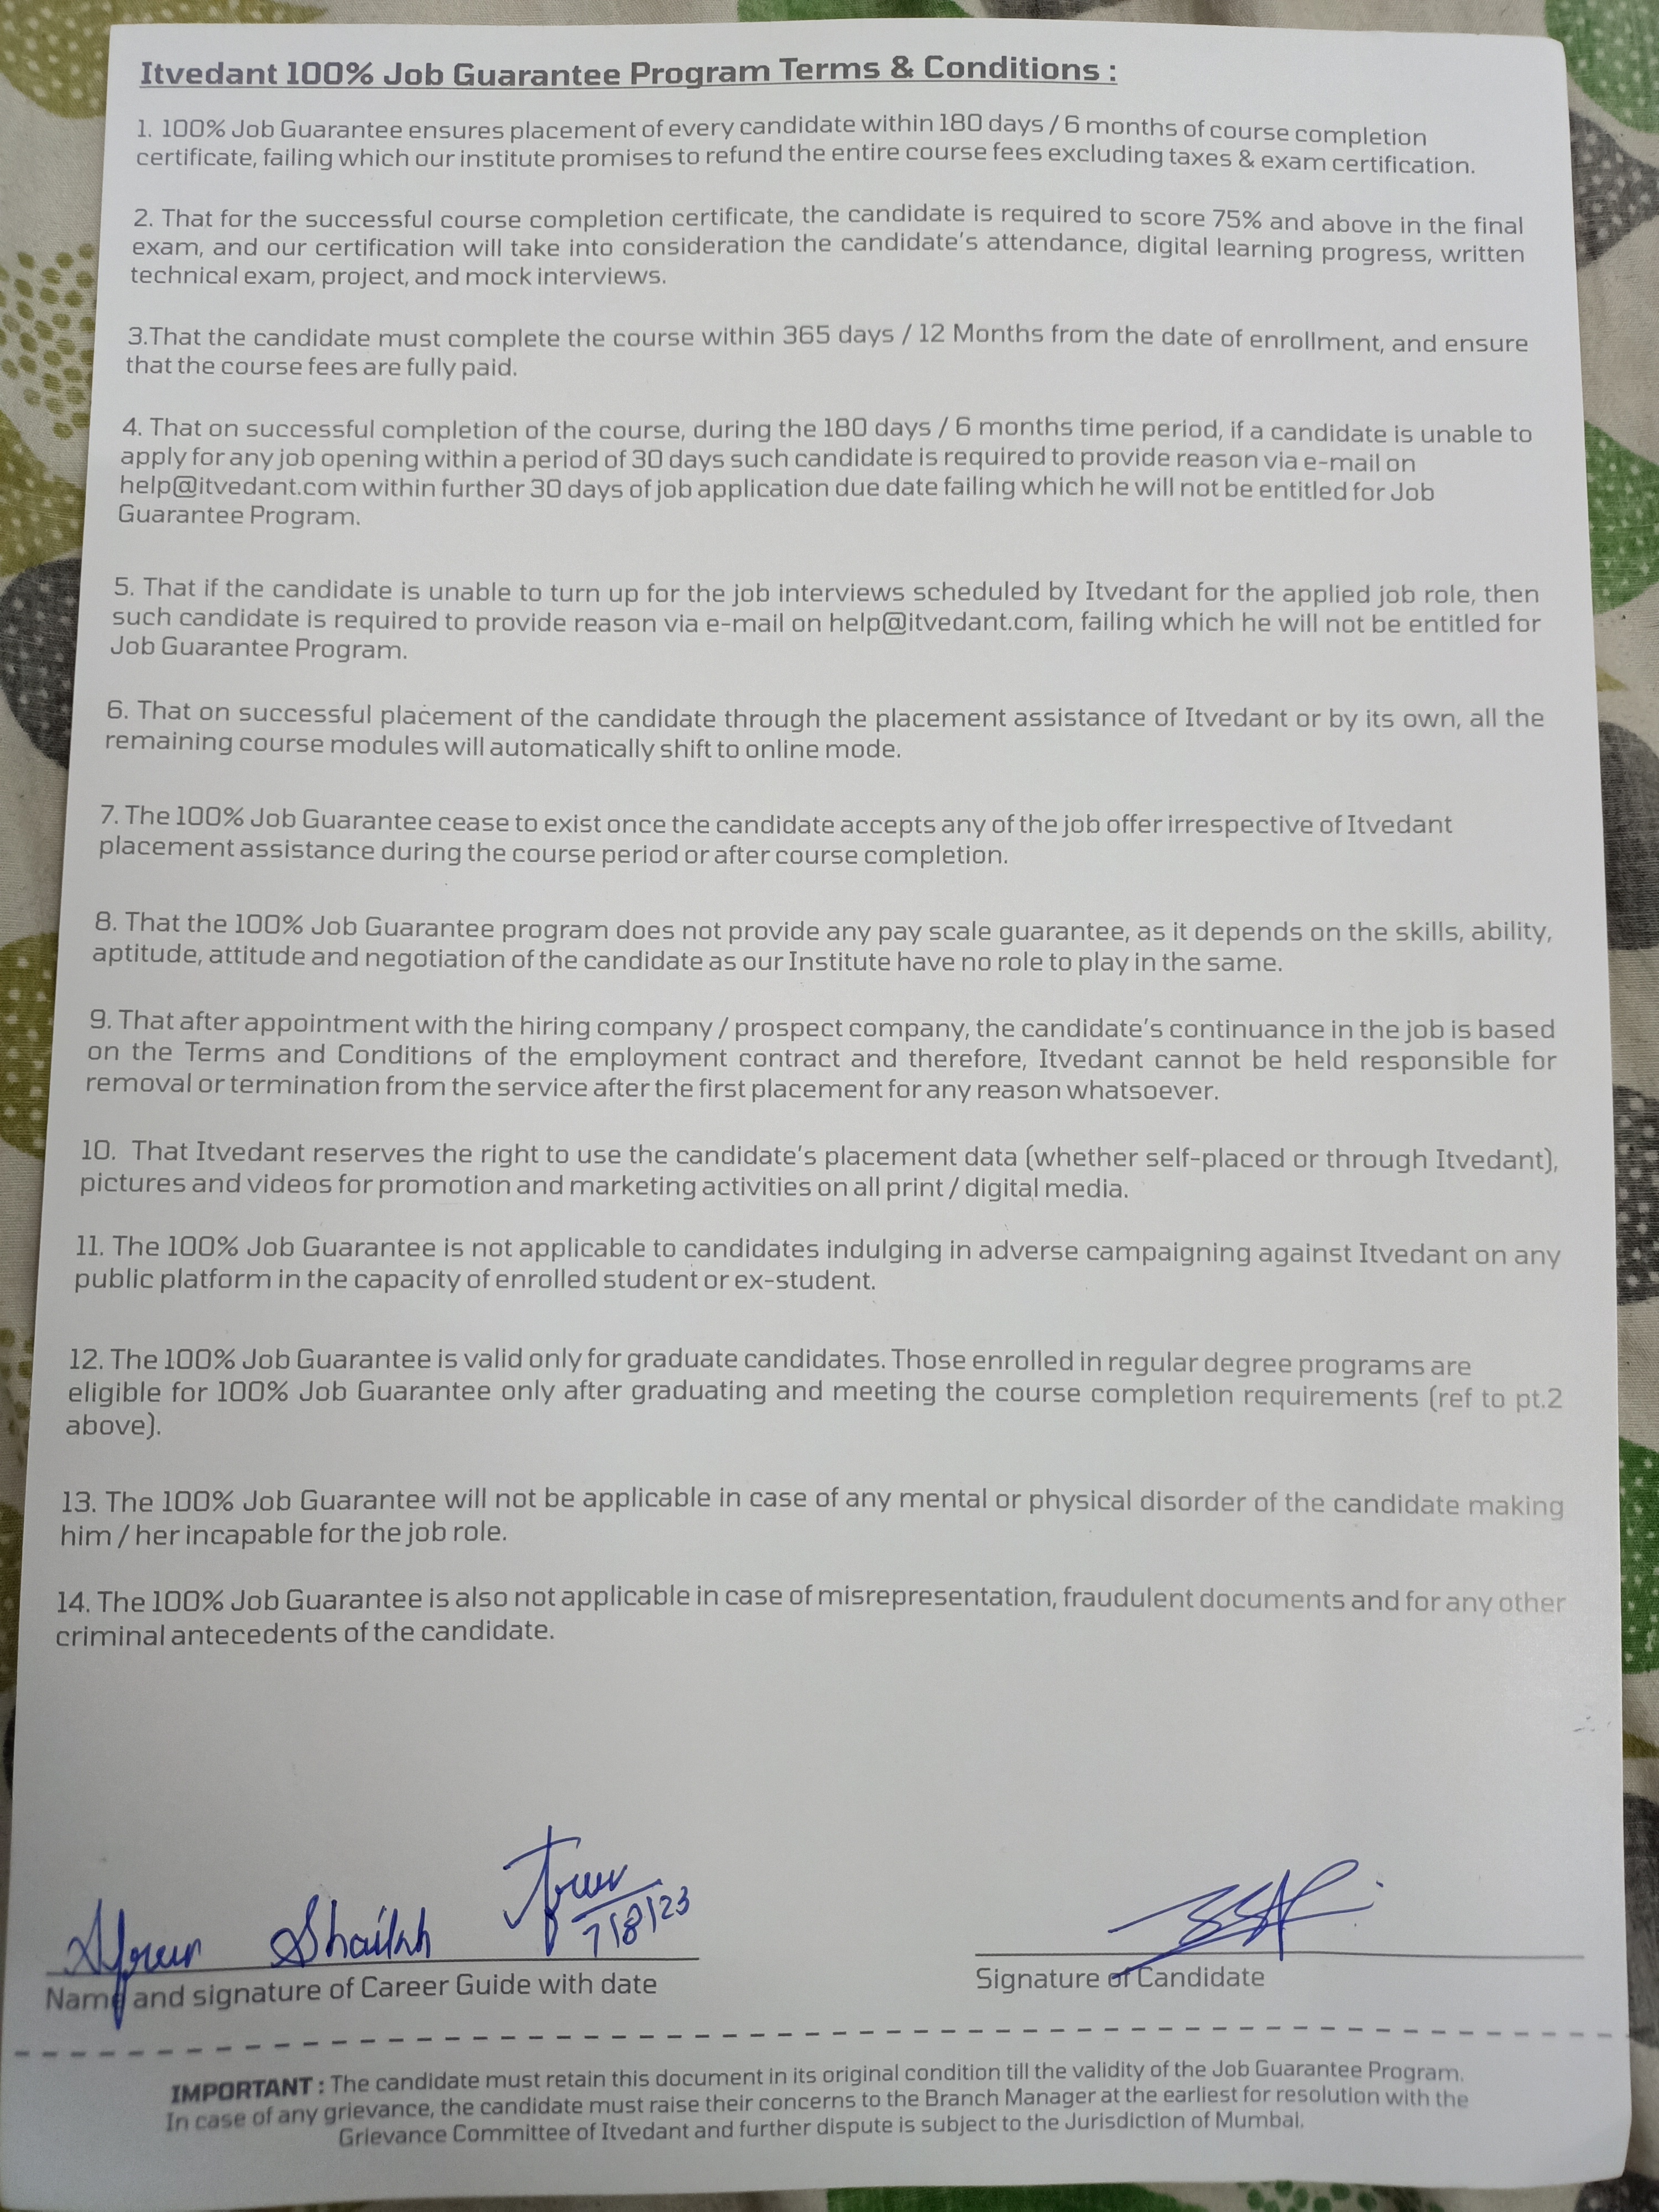 Itvedant 100% Job Guarantee Program Terms & Conditions :
1. 100% Job Guarantee ensures placement of every candidate within 180 days / 6 months of course completion
certificate, failing which our institute promises to refund the entire course fees excluding taxes & exam certification.
2. That for the successful course completion certificate, the candidate is required to score 75% and above in the final
exam, and our certification will take into consideration the candidate's attendance, digital learning progress, written
technical exam, project, and mock interviews.
3.That the candidate must complete the course within 365 days / 12 Months from the date of enrollment, and ensure
that the course fees are fully paid.
4. That on successful completion of the course, during the 180 days / 6 months time period, if a candidate is unable to
apply for any job opening within a period of 30 days such candidate is required to provide reason via e-mail on
help@itvedant.com within further 30 days of job application due date failing which he will not be entitled for Job
Guarantee Program.
5. That if the candidate is unable to turn up for the job interviews scheduled by Itvedant for the applied job role, then
such candidate is required to provide reason via e-mail on help@itvedant.com, failing which he will not be entitled for
Job Guarantee Program.
6. That on successful placement of the candidate through the placement assistance of Itvedant or by its own, all the
remaining course modules will automatically shift to online mode.
7. The 100% Job Guarantee cease to exist once the candidate accepts any of the job offer irrespective of Itvedant
placement assistance during the course period or after course completion.
8. That the 100% Job Guarantee program does not provide any pay scale guarantee, as it depends on the skills, ability,
aptitude, attitude and negotiation of the candidate as our Institute have no role to play in the same.
9. That after appointment with the hiring company / prospect company, the candidate's continuance in the job is based
on the Terms and Conditions of the employment contract and therefore, Itvedant cannot be held responsible for
removal or termination from the service after the first placement for any reason whatsoever.
10. That Itvedant reserves the right to use the candidate's placement data (whether self-placed or through Itvedant),
pictures and videos for promotion and marketing activities on all print / digital media.
11. The 100% Job Guarantee is not applicable to candidates indulging in adverse campaigning against Itvedant on any
public platform in the capacity of enrolled student or ex-student.
12. The 100% Job Guarantee is valid only for graduate candidates. Those enrolled in regular degree programs are
eligible for 100% Job Guarantee only after graduating and meeting the course completion requirements (ref to pt.2
above).
13. The 100% Job Guarantee will not be applicable in case of any mental or physical disorder of the candidate making
him / her incapable for the job role.
14. The 100% Job Guarantee is also not applicable in case of misrepresentation, fraudulent documents and for any other
criminal antecedents of the candidate.
7/8/23
Name and signature of Career Guide with date
Signature of Candidate
IMPORTANT : The candidate must retain this document in its original condition till the validity of the Job Guarantee Program.
In case of any grievance, the candidate must raise their concerns to the Branch Manager at the earliest for resolution with the
Grievance Committee of Itvedant and further dispute is subject to the Jurisdiction of Mumbai.